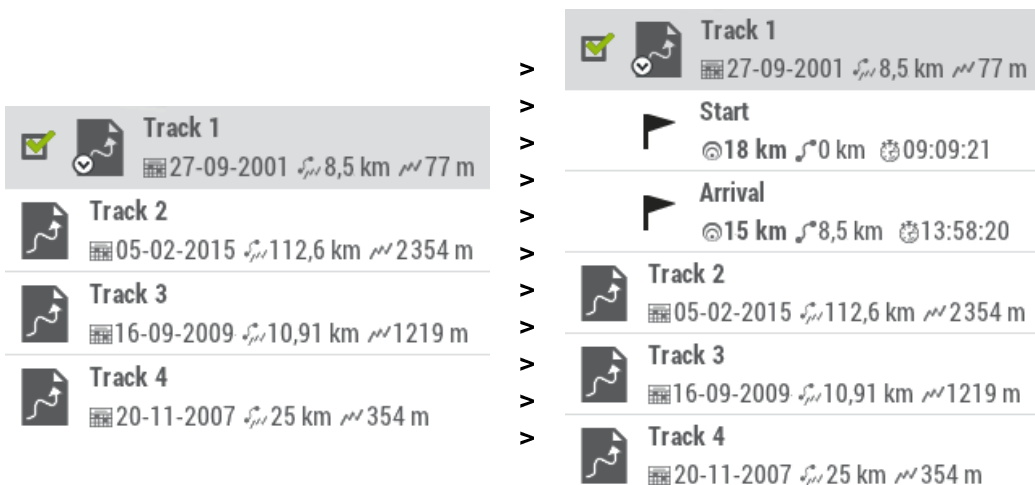 Track 1
27-09-2001 8,5 km 77 m
Track 2
05-02-2015 112,6 km 2354 m
Track 3
16-09-2009 10,91 km 1219 m
Track 4
20-11-2007 25 km 354 m
>
>
>
>
>
>
>
>
>
>
>
Track 1
27-09-2001 8,5 km 77 m
Start
18 km 0 km 09:09:21
Arrival
15 km 8,5 km 13:58:20
Track 2
05-02-2015 112,6 km 2354 m
Track 3
16-09-2009 10,91 km 1219 m
Track 4
20-11-2007 25 km 354 m